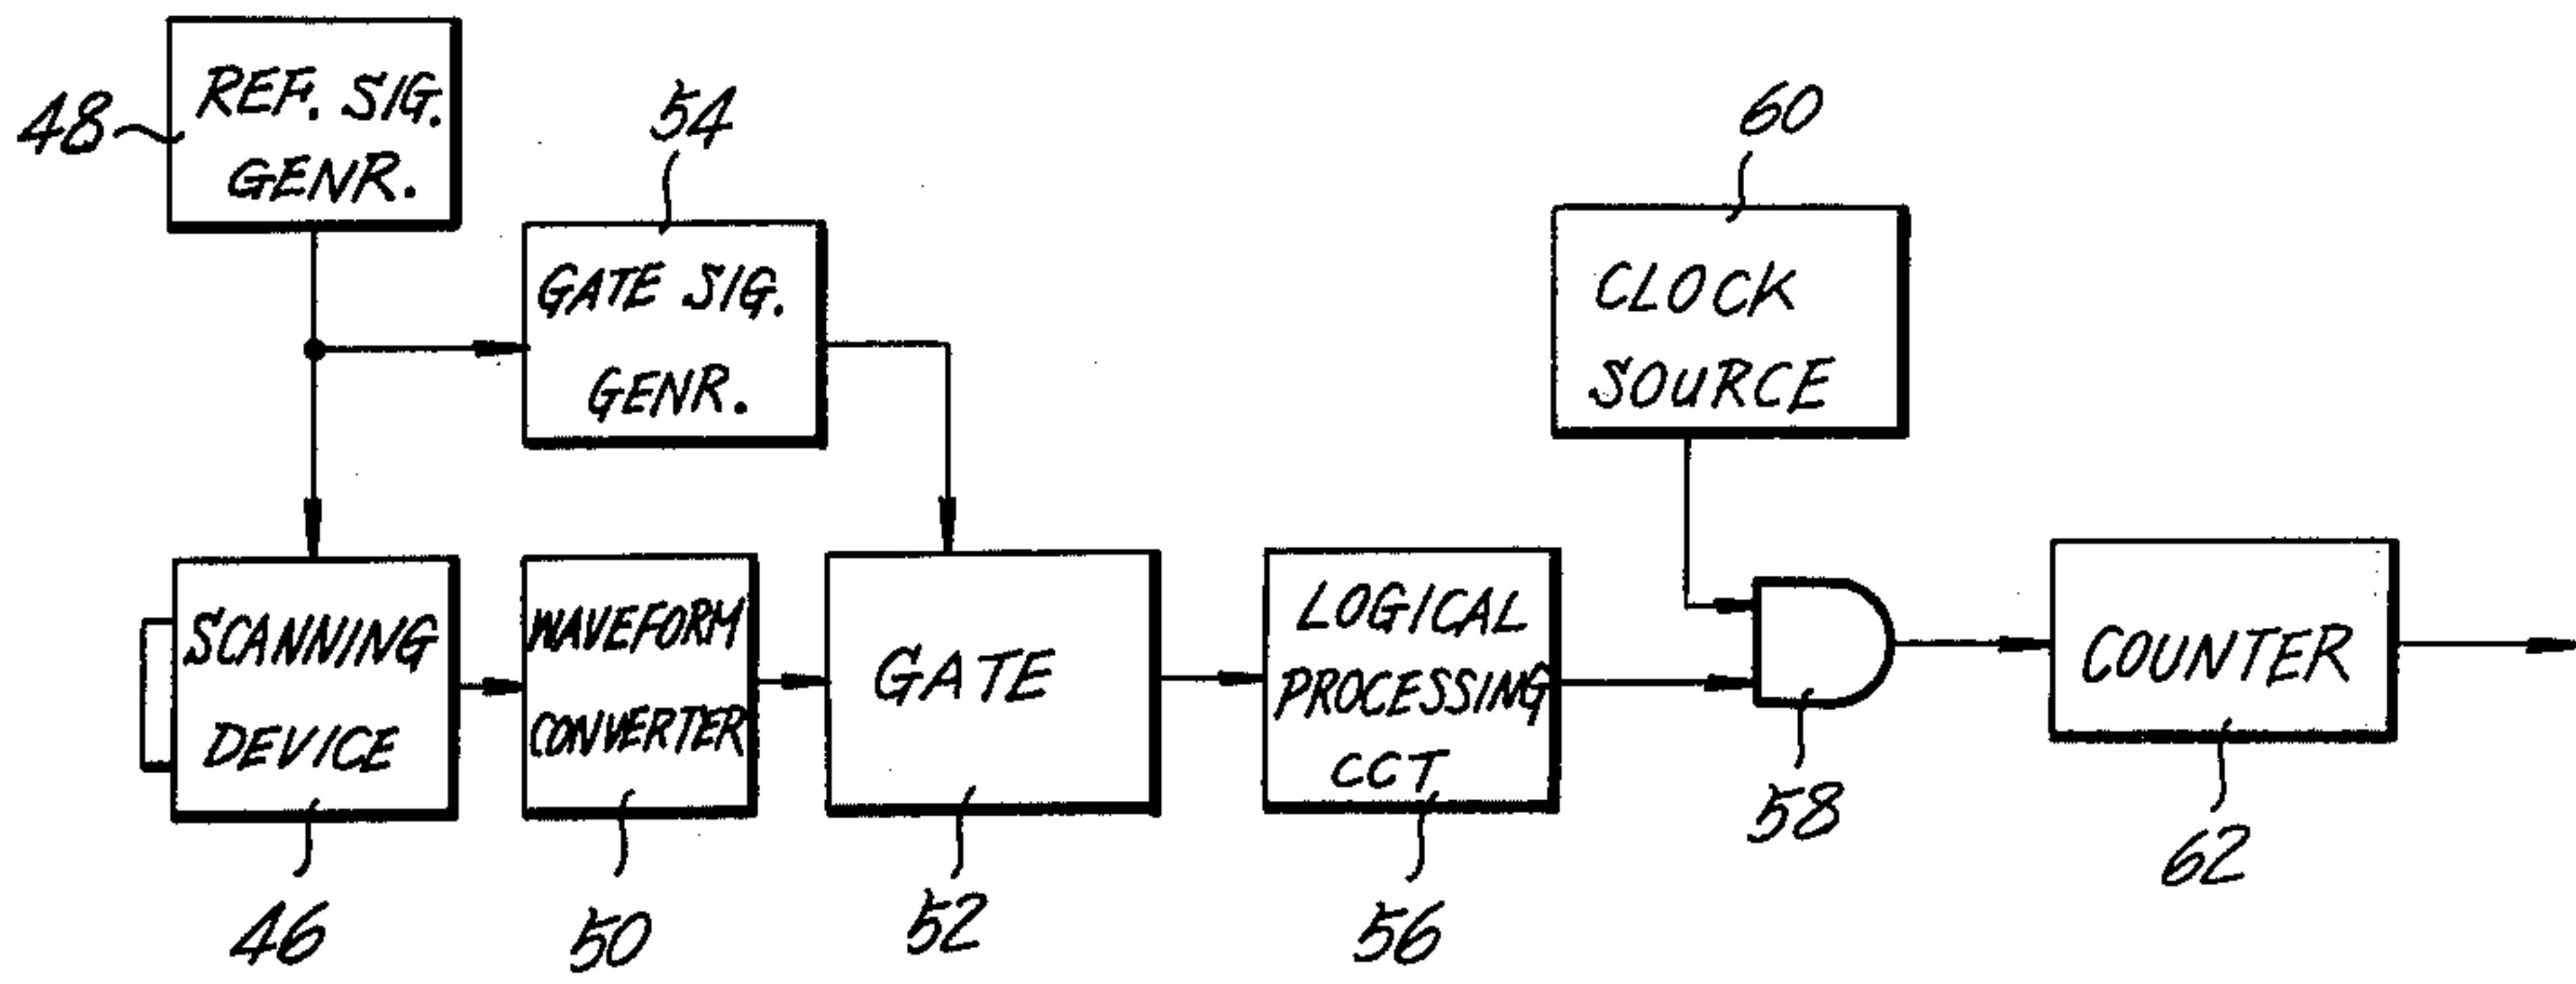 48
REF. SIG.
GENR.
54
GATE SIG.
GENR.
60
CLOCK
SOURCE
SCANNING
DEVICE
46
WAVEFORM
CONVERTER
50
GATE
52
LOGICAL
PROCESSING
CCT
56
58
COUNTER
62